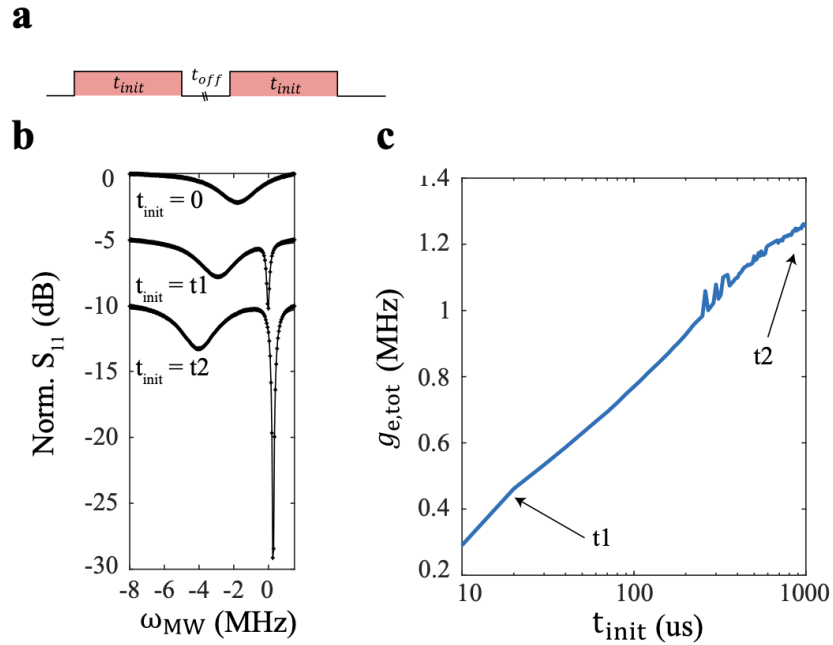 a
t_init t_off t_init
b
c
0
-5
-10
-15
-20
-25
-30
t_init = 0
t_init = t1
t_init = t2
Norm. S_11 (dB)
-8 -6 -4 -2 0
ω_MW (MHz)
1.4
1.2
1
0.8
0.6
0.4
0.2
g_e,tot (MHz)
t2
t1
10 100 1000
t_init (us)